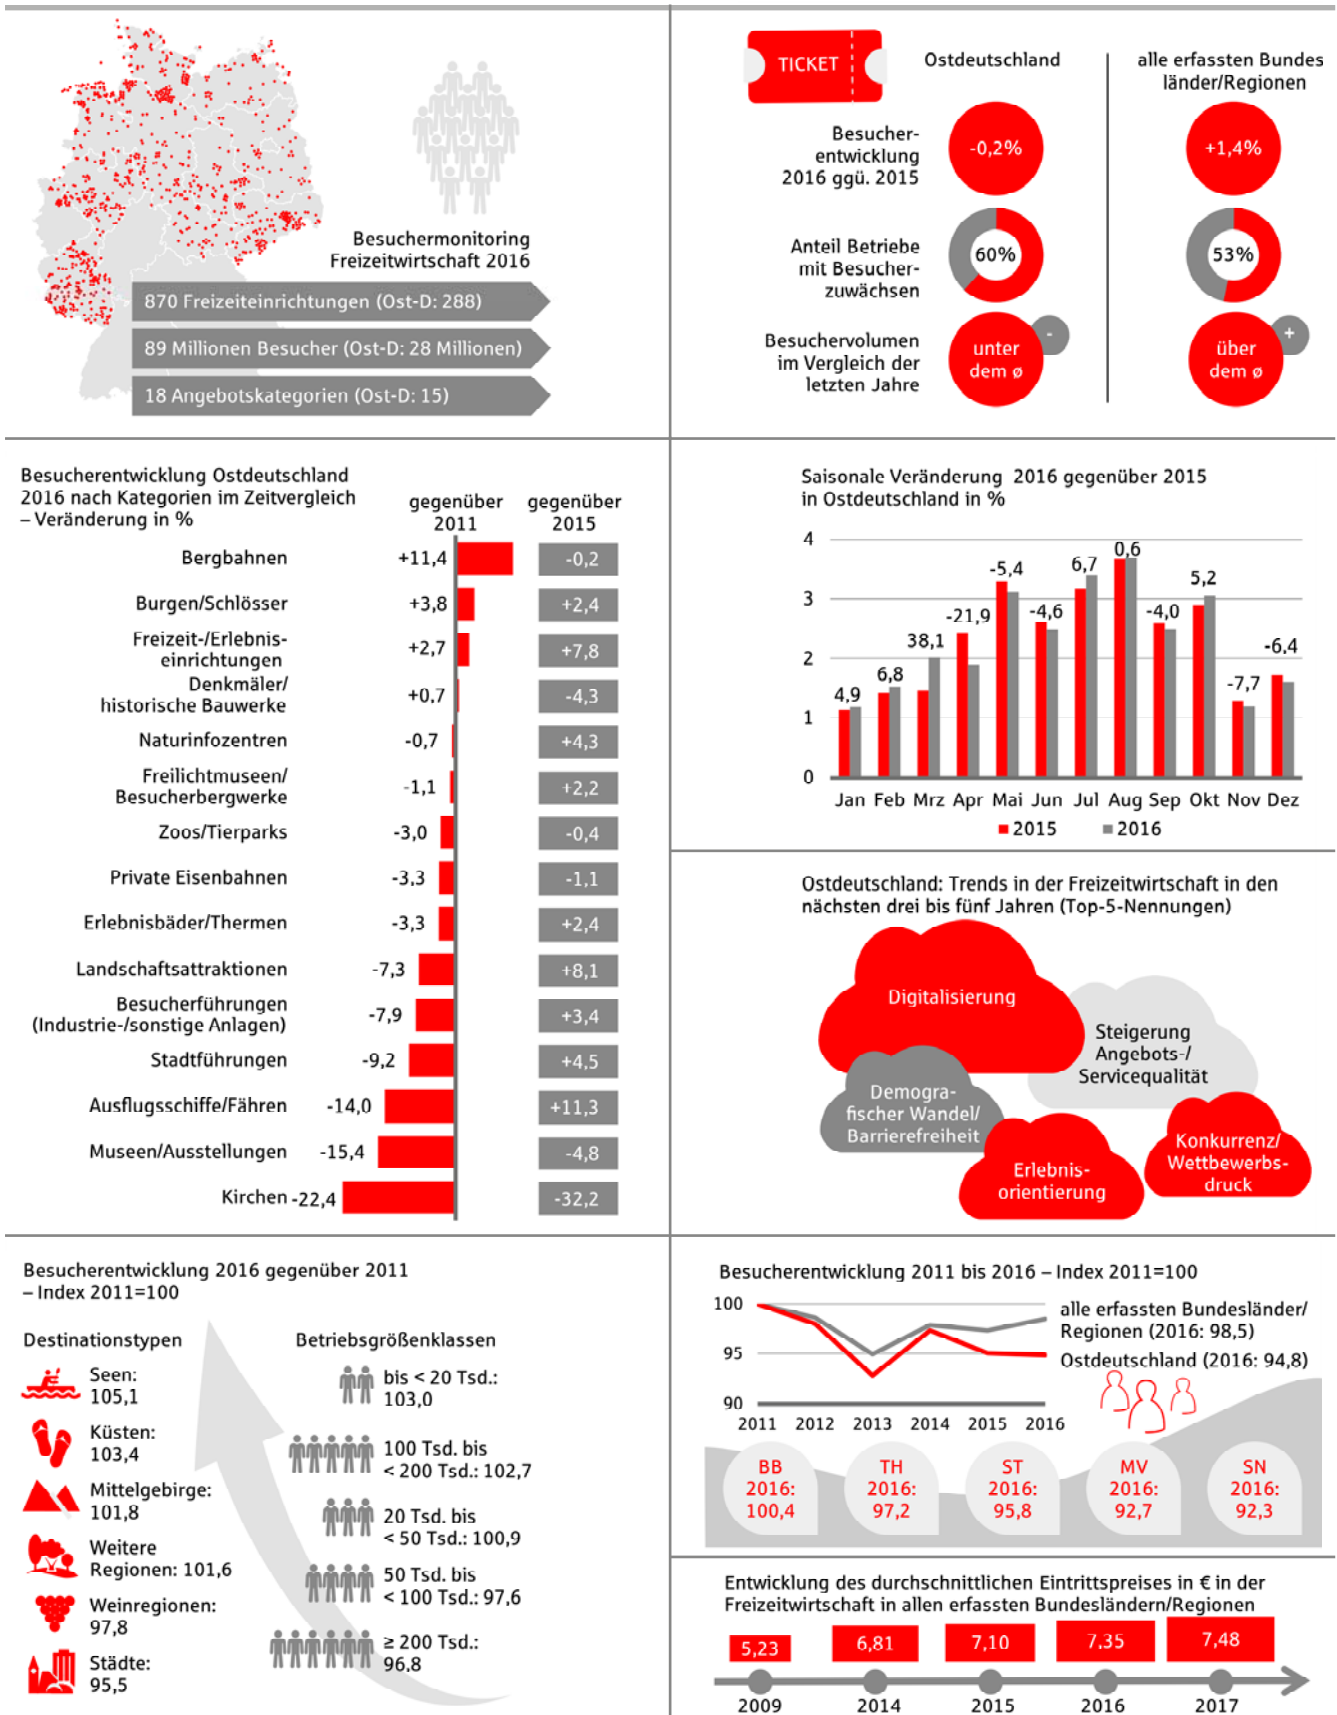 Besuchermonitoring
Freizeitwirtschaft 2016
870 Freizeiteinrichtungen (Ost-D: 288)
89 Millionen Besucher (Ost-D: 28 Millionen)
18 Angebotskategorien (Ost-D: 15)
TICKET
Ostdeutschland
alle erfassten Bundes
länder/Regionen
Besucher-
entwicklung
2016 ggü. 2015
-0,2%
+1,4%
Anteil Betriebe
mit Besucher-
zuwächsen
60%
53%
Besuchervolumen
im Vergleich der
letzten Jahre
unter
dem ø
-
über
dem ø
+
Besucherentwicklung Ostdeutschland
2016 nach Kategorien im Zeitvergleich
– Veränderung in %
gegenüber
2011
gegenüber
2015
Bergbahnen
+11,4
-0,2
Burgen/Schlösser
+3,8
+2,4
Freizeit-/Erlebnis-
einrichtungen
+2,7
+7,8
Denkmäler/
historische Bauwerke
+0,7
-4,3
Naturinfozentren
-0,7
+4,3
Freilichtmuseen/
Besucherbergwerke
-1,1
+2,2
Zoos/Tierparks
-3,0
-0,4
Private Eisenbahnen
-3,3
-1,1
Erlebnisbäder/Thermen
-3,3
+2,4
Landschaftsattraktionen
-7,3
+8,1
Besucherführungen
(Industrie-/sonstige Anlagen)
-7,9
+3,4
Stadtführungen
-9,2
+4,5
Ausflugsschiffe/Fähren
-14,0
+11,3
Museen/Ausstellungen
-15,4
-4,8
Kirchen
-22,4
-32,2
Saisonale Veränderung 2016 gegenüber 2015
in Ostdeutschland in %
4
3
2
1
0
4,9
6,8
38,1
-21,9
-5,4
-4,6
6,7
0,6
-4,0
5,2
-7,7
-6,4
Jan Feb Mrz Apr Mai Jun Jul Aug Sep Okt Nov Dez
2015
2016
Ostdeutschland: Trends in der Freizeitwirtschaft in den
nächsten drei bis fünf Jahren (Top-5-Nennungen)
Digitalisierung
Steigerung
Angebots-/
Servicequalität
Demogra-
fischer Wandel/
Barrierefreiheit
Erlebnis-
orientierung
Konkurrenz/
Wettbewerbs-
druck
Besucherentwicklung 2016 gegenüber 2011
– Index 2011=100
Destinationstypen
Seen:
105,1
Küsten:
103,4
Mittelgebirge:
101,8
Weitere
Regionen: 101,6
Weinregionen:
97,8
Städte:
95,5
Betriebsgrößenklassen
bis < 20 Tsd.:
103,0
100 Tsd. bis
< 200 Tsd.: 102,7
20 Tsd. bis
< 50 Tsd.: 100,9
50 Tsd. bis
< 100 Tsd.: 97,6
≥ 200 Tsd.:
96,8
Besucherentwicklung 2011 bis 2016 – Index 2011=100
100
95
90
2011 2012 2013 2014 2015 2016
alle erfassten Bundesländer/
Regionen (2016: 98,5)
Ostdeutschland (2016: 94,8)
BB
2016:
100,4
TH
2016:
97,2
ST
2016:
95,8
MV
2016:
92,7
SN
2016:
92,3
Entwicklung des durchschnittlichen Eintrittspreises in € in der
Freizeitwirtschaft in allen erfassten Bundesländern/Regionen
5,23
6,81
7,10
7,35
7,48
2009
2014
2015
2016
2017